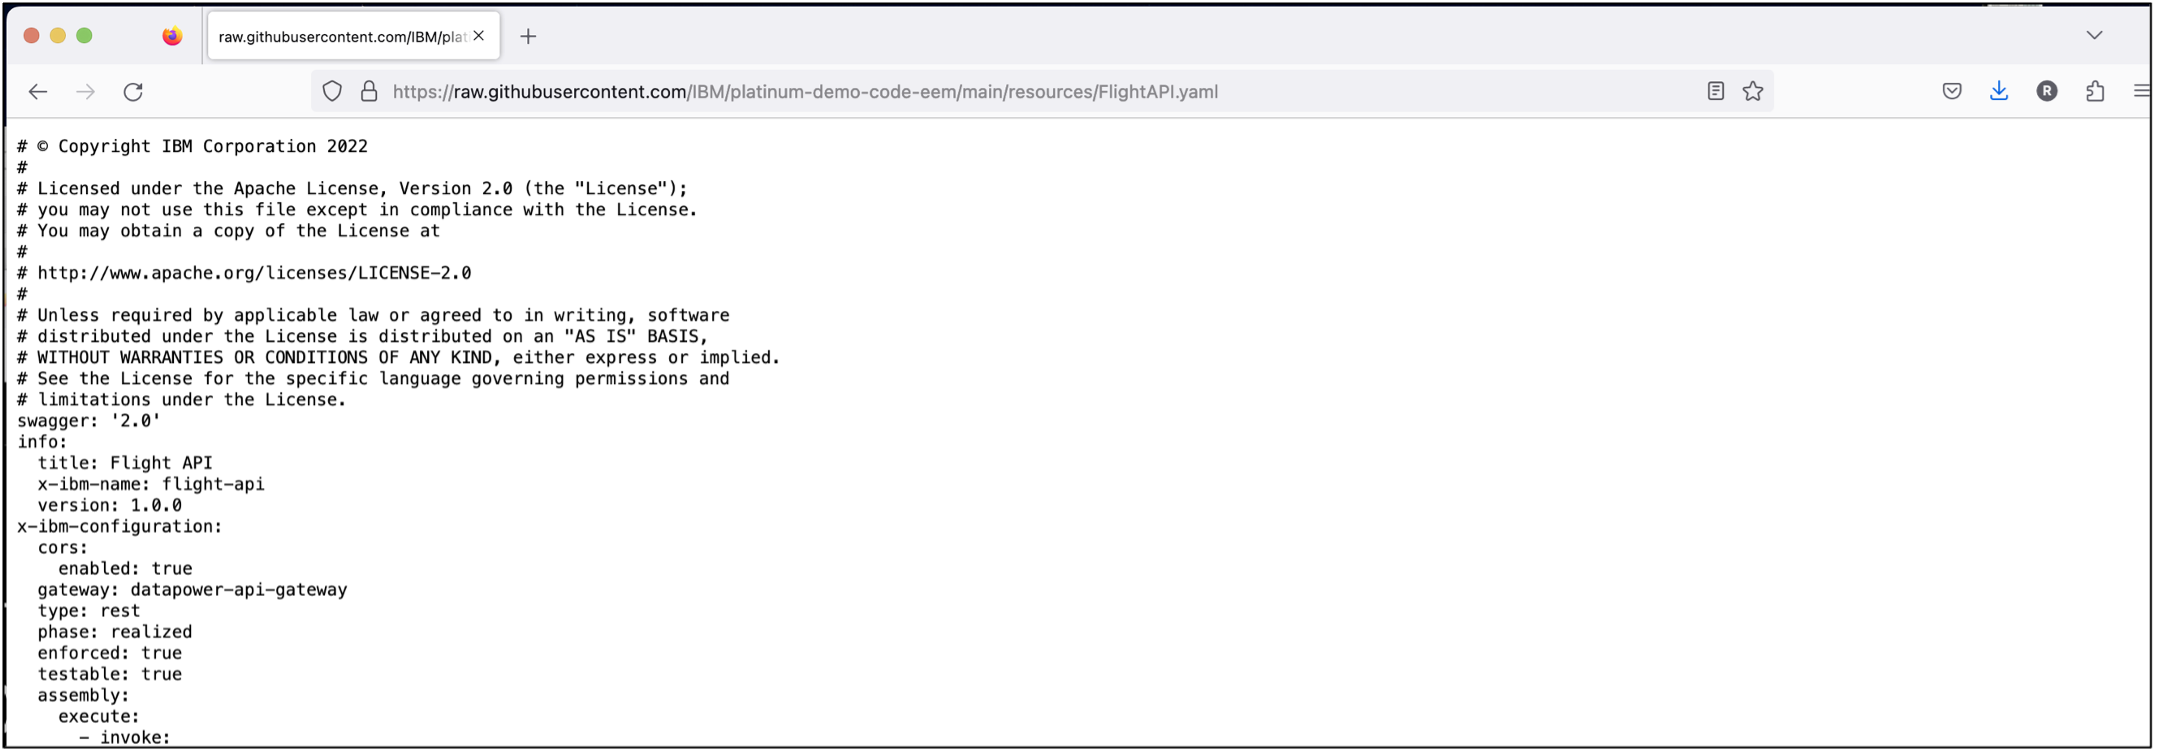 raw.githubusercontent.com/IBM/plat
https://raw.githubusercontent.com/IBM/platinum-demo-code-eem/main/resources/FlightAPI.yaml
R
# © Copyright IBM Corporation 2022
#
# Licensed under the Apache License, Version 2.0 (the "License");
# you may not use this file except in compliance with the License.
# You may obtain a copy of the License at
#
# http://www.apache.org/licenses/LICENSE-2.0
#
# Unless required by applicable law or agreed to in writing, software
# distributed under the License is distributed on an "AS IS" BASIS,
# WITHOUT WARRANTIES OR CONDITIONS OF ANY KIND, either express or implied.
# See the License for the specific language governing permissions and
# limitations under the License.
swagger: '2.0'
info:
  title: Flight API
  x-ibm-name: flight-api
  version: 1.0.0
x-ibm-configuration:
  cors:
    enabled: true
  gateway: datapower-api-gateway
  type: rest
  phase: realized
  enforced: true
  testable: true
  assembly:
    execute:
      - invoke: